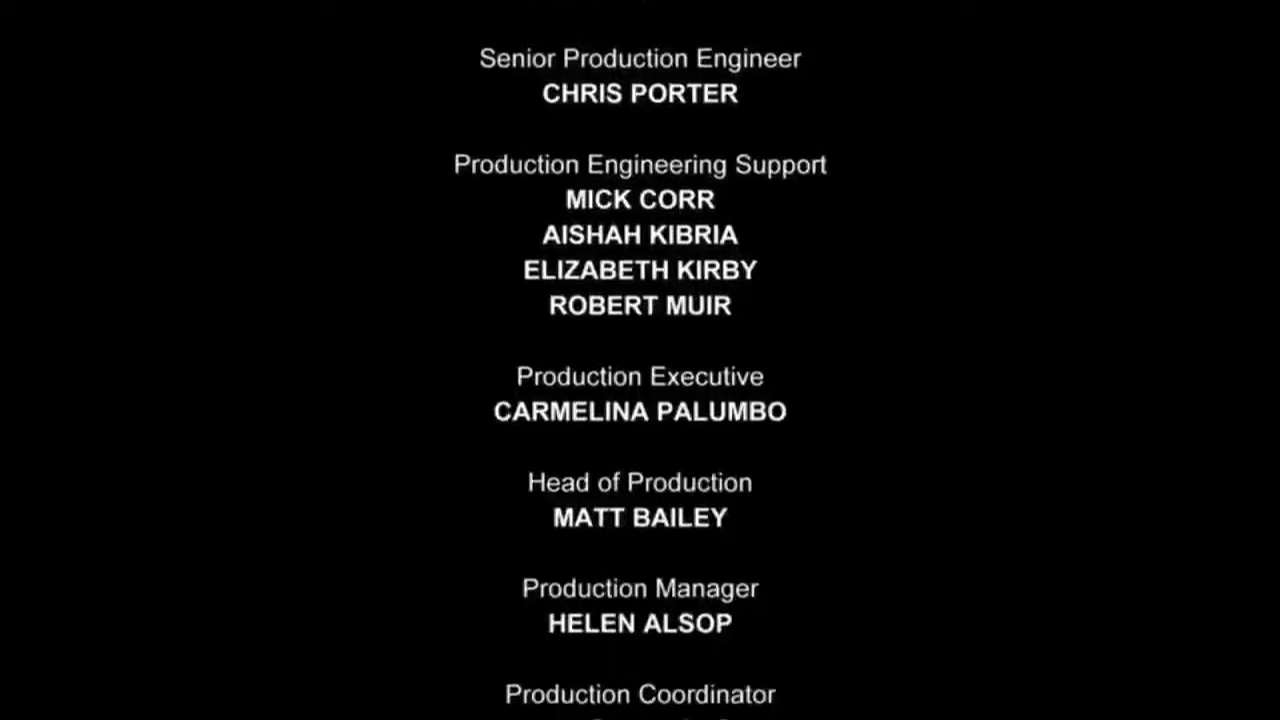 Senior Production Engineer
CHRIS PORTER
Production Engineering Support
MICK CORR
AISHAH KIBRIA
ELIZABETH KIRBY
ROBERT MUIR
Production Executive
CARMELINA PALUMBO
Head of Production
MATT BAILEY
Production Manager
HELEN ALSOP
Production Coordinator